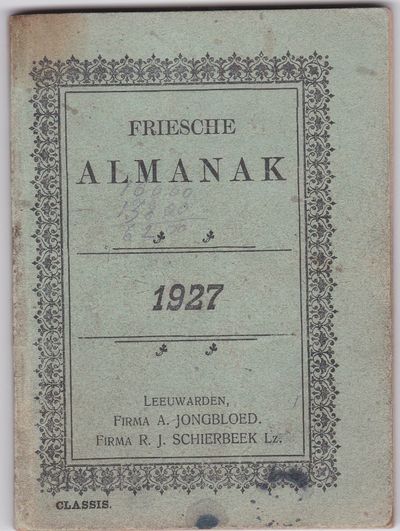 FRIESCHE
ALMANAK
1927
LEEUWARDEN,
FIRMA A. JONGBLOED.
FIRMA R. J. SCHIERBEEK Lz.
CLASSIS.